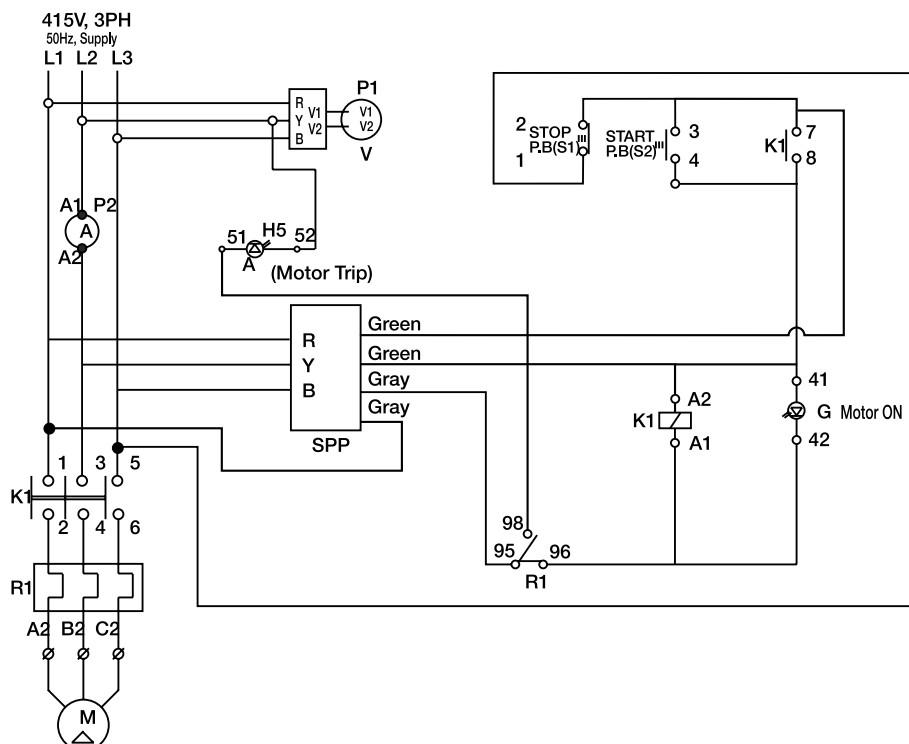 415V, 3PH
50Hz, Supply
L1 L2 L3
R
Y
B
V1
V2
P1
V1
V2
V
A1 P2
A
A2
51 H5 52
A
(Motor Trip)
2
1
STOP
P.B(S1)
START
P.B(S2)
3
4
K1
7
8
R
Y
B
SPP
Green
Green
Gray
Gray
A2
K1
A1
41
G Motor ON
42
1 3 5
K1
2 4 6
98
95 96
R1
R1
A2 B2 C2
M